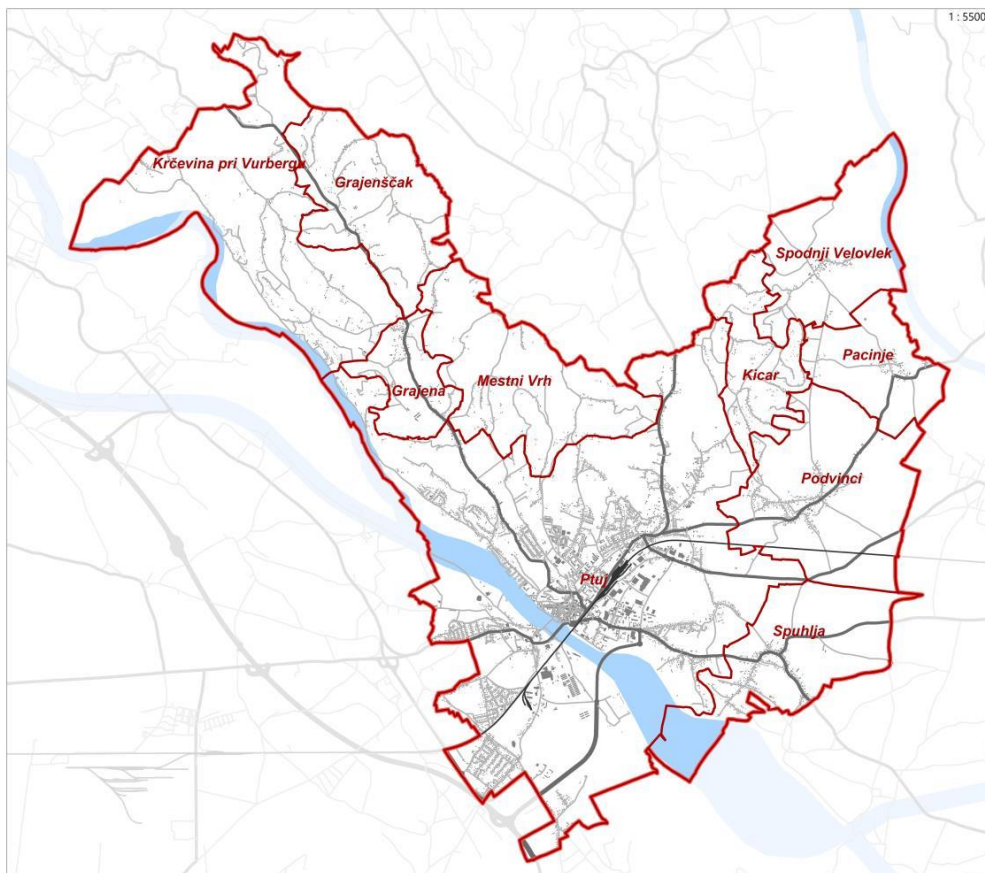 1 : 5500
Krčevina pri Vurbergu
Grajenščak
Spodnji Velovlek
Pacinje
Kicar
Mestni Vrh
Grajena
Podvinci
Ptuj
Spuhlja